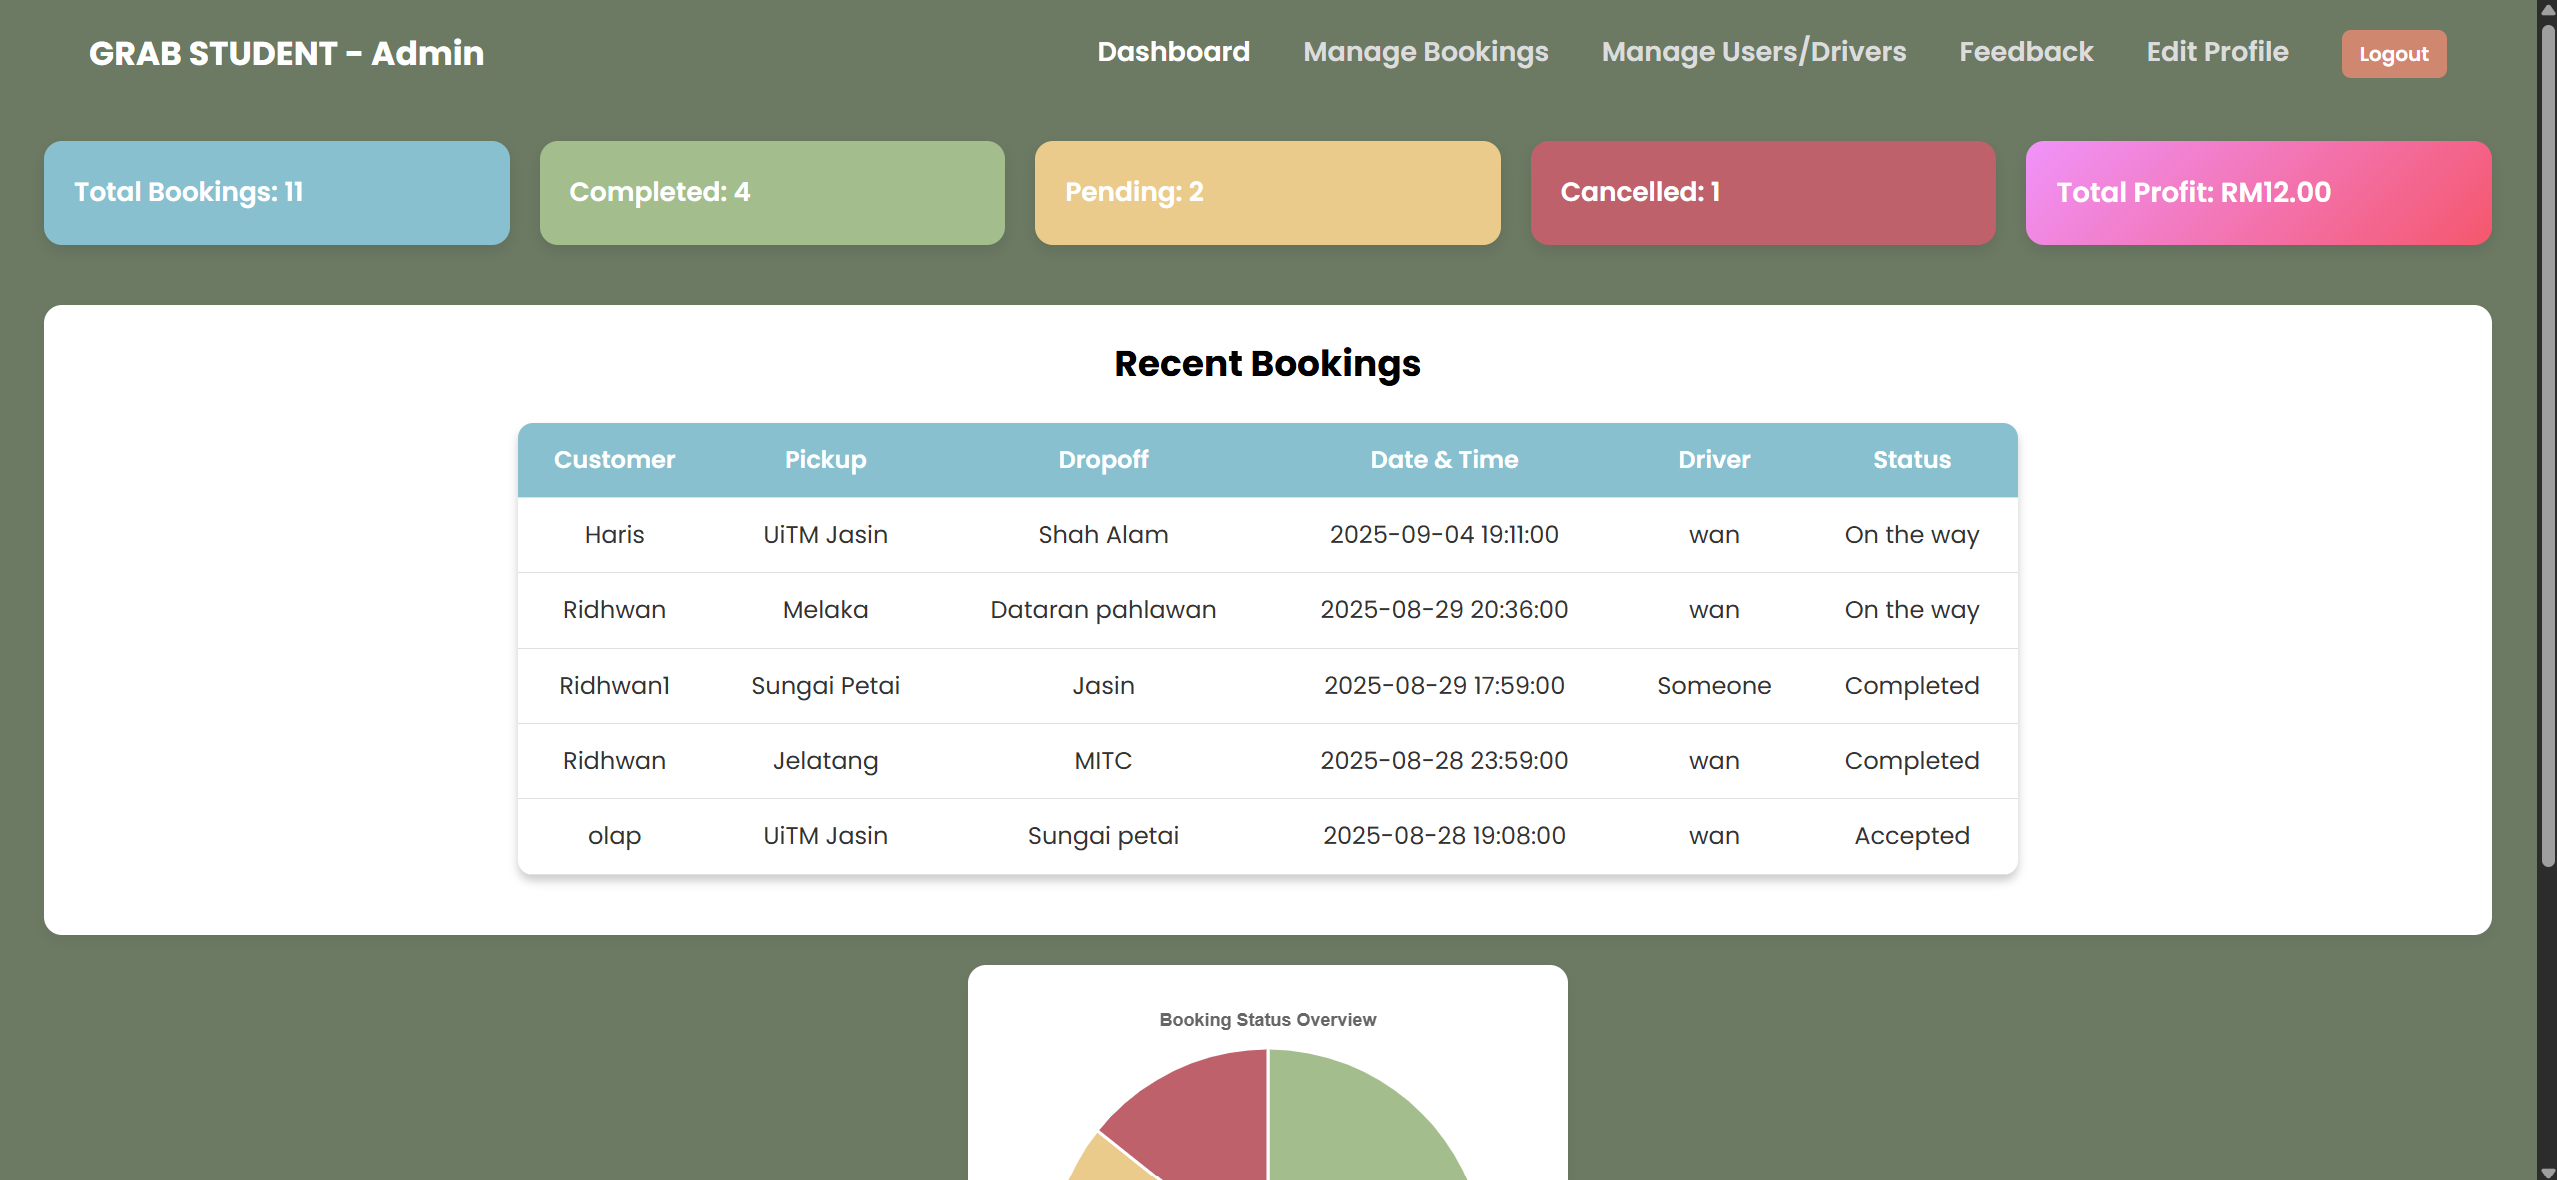 GRAB STUDENT - Admin
Dashboard Manage Bookings Manage Users/Drivers Feedback Edit Profile Logout
Total Bookings: 11 Completed: 4 Pending: 2 Cancelled: 1 Total Profit: RM12.00
Recent Bookings
Customer Pickup Dropoff Date & Time Driver Status
Haris UiTM Jasin Shah Alam 2025-09-04 19:11:00 wan On the way
Ridhwan Melaka Dataran pahlawan 2025-08-29 20:36:00 wan On the way
Ridhwan1 Sungai Petai Jasin 2025-08-29 17:59:00 Someone Completed
Ridhwan Jelatang MITC 2025-08-28 23:59:00 wan Completed
olap UiTM Jasin Sungai petai 2025-08-28 19:08:00 wan Accepted
Booking Status Overview